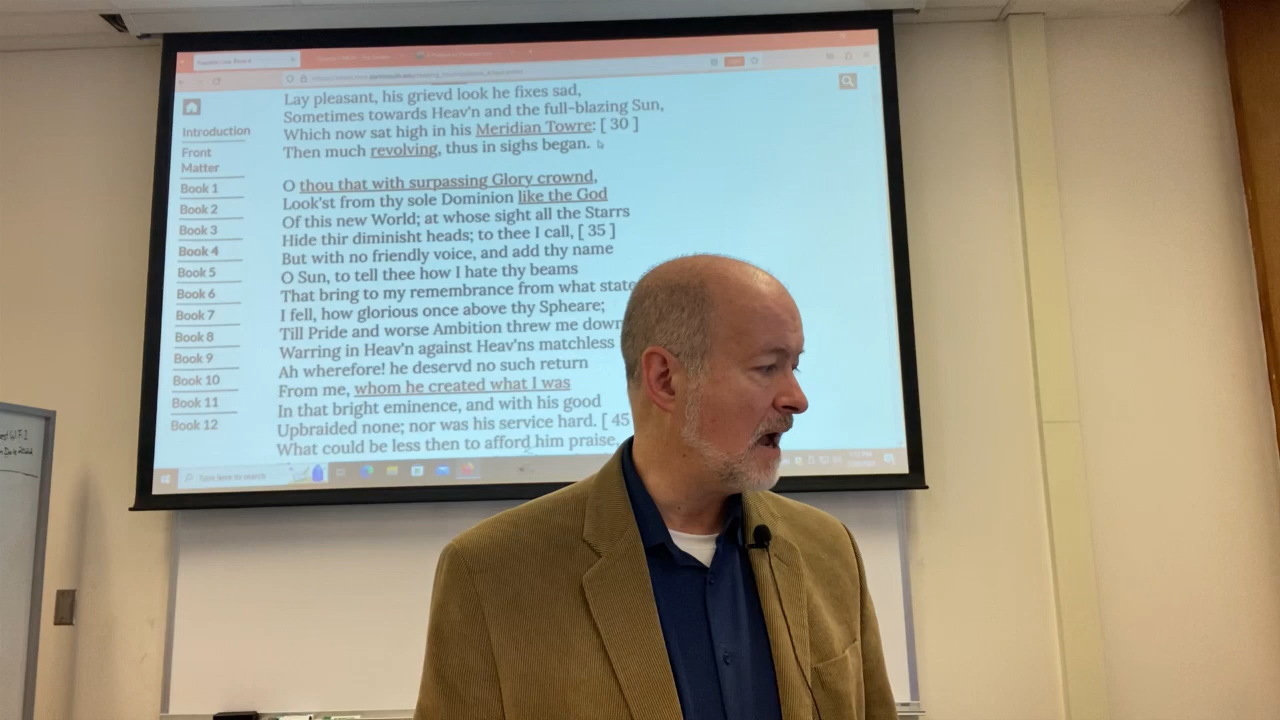 Lay pleasant, his grievd look he fixes sad,
Sometimes towards Heav'n and the full-blazing Sun,
Which now sat high in his Meridian Towre: [ 30 ]
Then much revolving, thus in sighs began.
O thou that with surpassing Glory crownd,
Look'st from thy sole Dominion like the God
Of this new World; at whose sight all the Starrs
Hide thir diminisht heads; to thee I call, [ 35 ]
But with no friendly voice, and add thy name
O Sun, to tell thee how I hate thy beams
That bring to my remembrance from what state
I fell, how glorious once above thy Spheare;
Till Pride and worse Ambition threw me down
Warring in Heav'n against Heav'ns matchless
Ah wherefore! he deservd no such return
From me, whom he created what I was
In that bright eminence, and with his good
Upbraided none; nor was his service hard. [ 45
What could be less then to afford him praise,
Introduction
Front
Matter
Book 1
Book 2
Book 3
Book 4
Book 5
Book 6
Book 7
Book 8
Book 9
Book 10
Book 11
Book 12
Type here to search